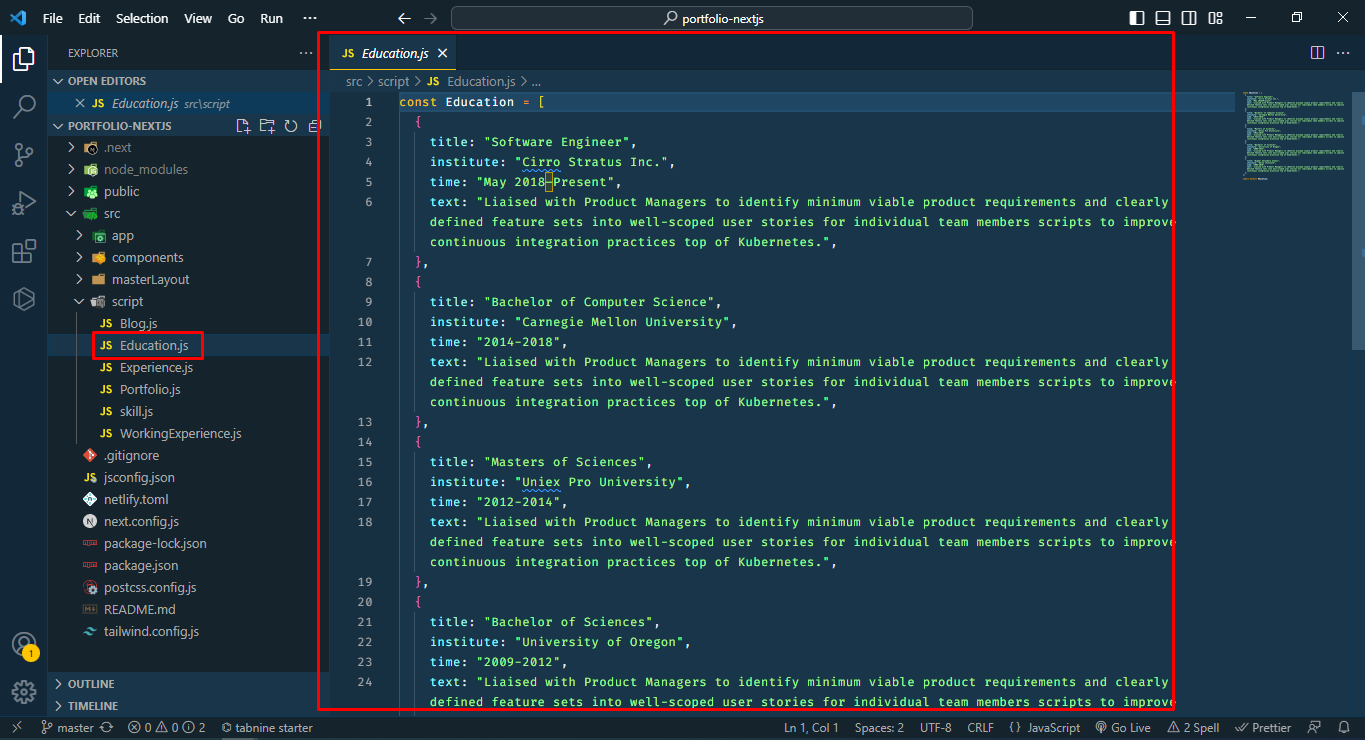 File Edit Selection View Go Run ··· portfolio-nextjs
EXPLORER ···
OPEN EDITORS
JS Education.js src\script
PORTFOLIO-NEXTJS
.next
node_modules
public
src
app
components
masterLayout
script
JS Blog.js
JS Education.js
JS Experience.js
JS Portfolio.js
JS skill.js
JS WorkingExperience.js
.gitignore
JS jsconfig.json
netlify.toml
N next.config.js
package-lock.json
package.json
postcss.config.js
README.md
tailwind.config.js
OUTLINE
TIMELINE
1
JS Education.js
src > script > JS Education.js > ...
1 const Education = [
2 {
3 title: "Software Engineer",
4 institute: "Cirro Stratus Inc.",
5 time: "May 2018–Present",
6 text: "Liaised with Product Managers to identify minimum viable product requirements and clearly
defined feature sets into well-scoped user stories for individual team members scripts to improve
continuous integration practices top of Kubernetes.",
7 },
8 {
9 title: "Bachelor of Computer Science",
10 institute: "Carnegie Mellon University",
11 time: "2014-2018",
12 text: "Liaised with Product Managers to identify minimum viable product requirements and clearly
defined feature sets into well-scoped user stories for individual team members scripts to improve
continuous integration practices top of Kubernetes.",
13 },
14 {
15 title: "Masters of Sciences",
16 institute: "Uniex Pro University",
17 time: "2012-2014",
18 text: "Liaised with Product Managers to identify minimum viable product requirements and clearly
defined feature sets into well-scoped user stories for individual team members scripts to improve
continuous integration practices top of Kubernetes.",
19 },
20 {
21 title: "Bachelor of Sciences",
22 institute: "University of Oregon",
23 time: "2009-2012",
24 text: "Liaised with Product Managers to identify minimum viable product requirements and clearly
defined feature sets into well-scoped user stories for individual team members scripts to improve
master 0 0 2 tabnine starter Ln 1, Col 1 Spaces: 2 UTF-8 CRLF {} JavaScript Go Live 2 Spell Prettier